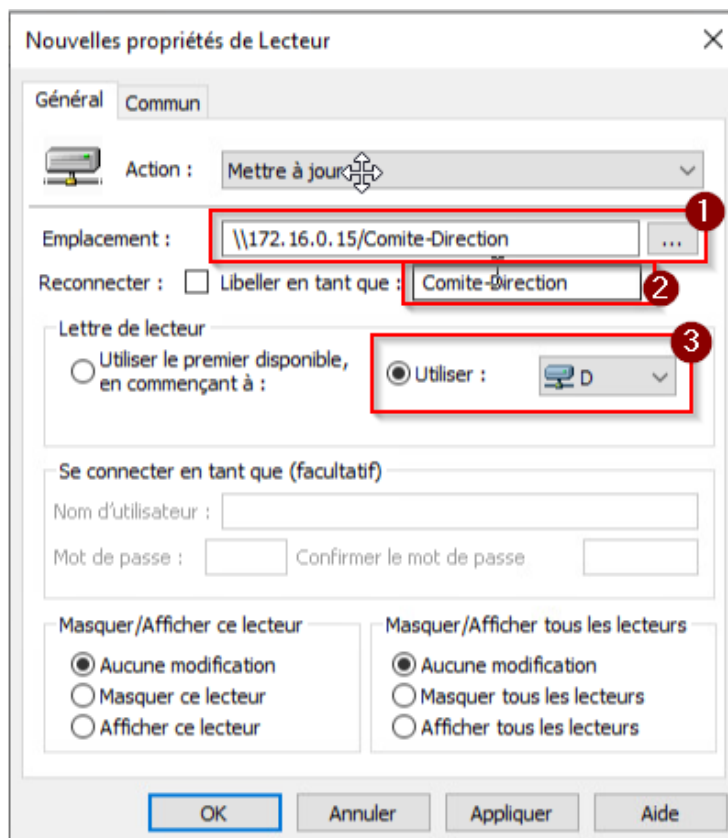 Nouvelles propriétés de Lecteur
Général Commun
Action : Mettre à jour
1
Emplacement : \\172.16.0.15/Comite-Direction ...
Reconnecter : Libeller en tant que : Comite-Direction
2
Lettre de lecteur
3
Utiliser le premier disponible,
en commençant à :
Utiliser : D
Se connecter en tant que (facultatif)
Nom d'utilisateur :
Mot de passe : Confirmer le mot de passe
Masquer/Afficher ce lecteur
Aucune modification
Masquer ce lecteur
Afficher ce lecteur
Masquer/Afficher tous les lecteurs
Aucune modification
Masquer tous les lecteurs
Afficher tous les lecteurs
OK Annuler Appliquer Aide